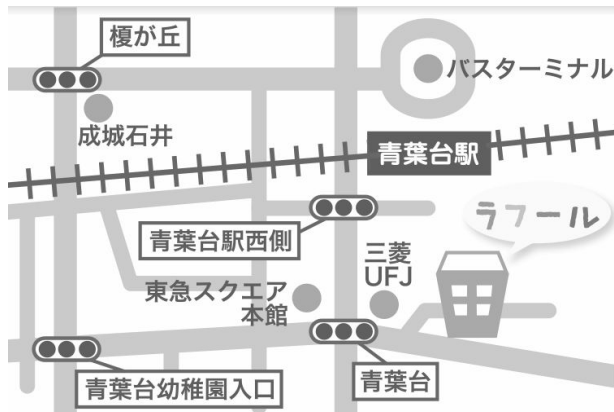 榎が丘
バスターミナル
成城石井
青葉台駅
青葉台駅西側
ラフール
三菱
UFJ
東急スクエア
本館
青葉台幼稚園入口
青葉台